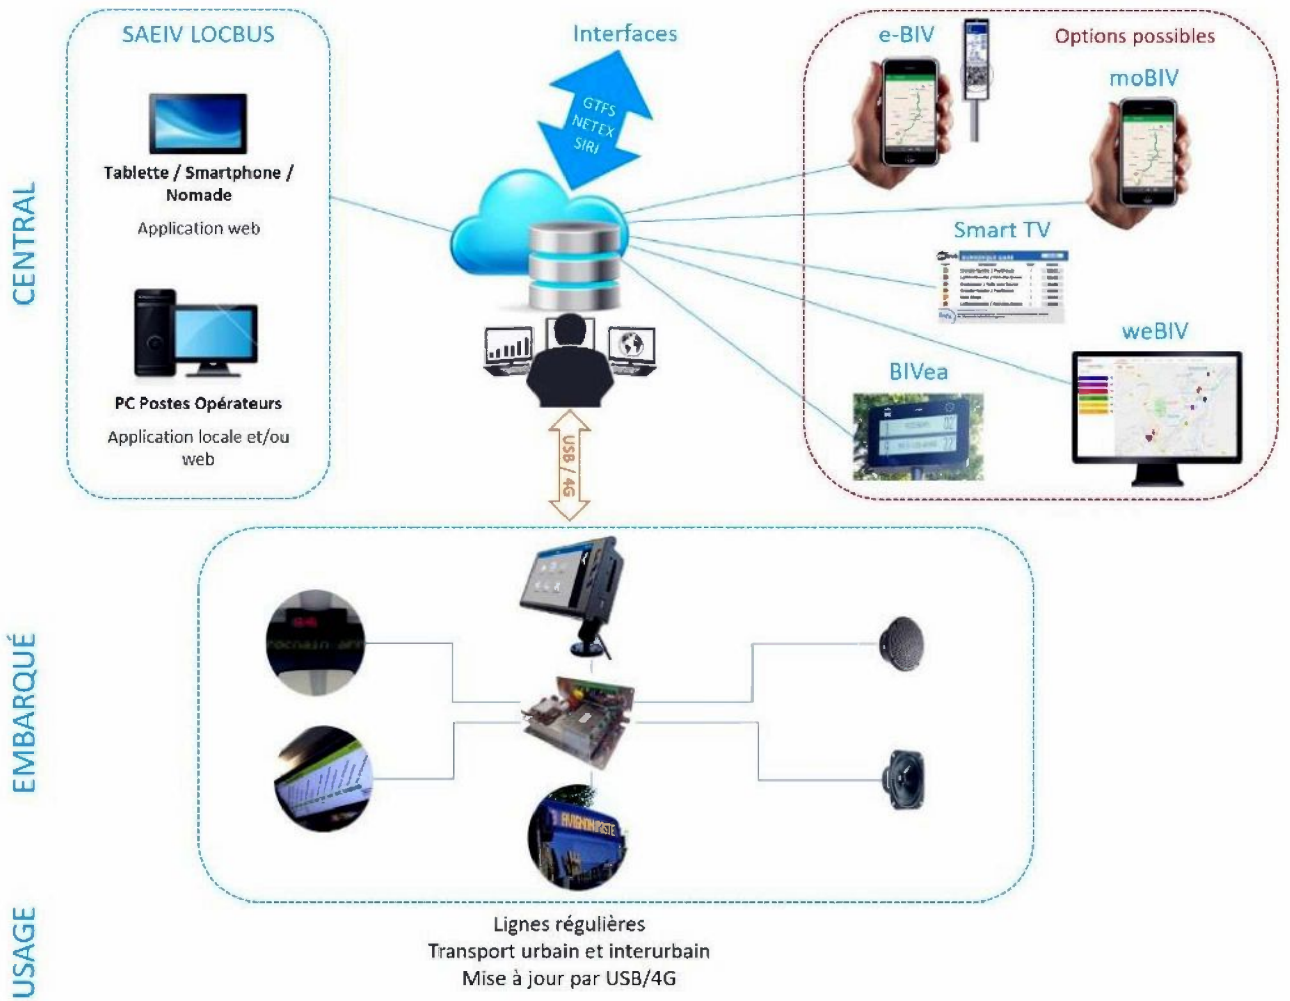 SAEIV LOCBUS
Interfaces
e-BIV
Options possibles
moBIV
GTFS
NETEX
SIRI
Tablette / Smartphone /
Nomade
Application web
CENTRAL
Smart TV
weBIV
BIVea
PC Postes Opérateurs
Application locale et/ou
web
USB / 4G
EMBARQUÉ
AVIGNON POSTE
USAGE
Lignes régulières
Transport urbain et interurbain
Mise à jour par USB/4G